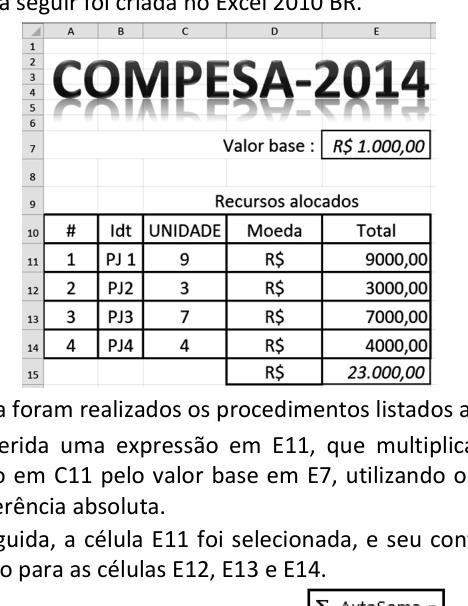 a seguir foi criada no Excel 2010 BR.
A B C D E
1
2
3
4
5
6
COMPESA-2014
7 Valor base : R$ 1.000,00
8
9 Recursos alocados
10 # Idt UNIDADE Moeda Total
11 1 PJ 1 9 R$ 9000,00
12 2 PJ2 3 R$ 3000,00
13 3 PJ3 7 R$ 7000,00
14 4 PJ4 4 R$ 4000,00
15 R$ 23.000,00
a foram realizados os procedimentos listados a
erida uma expressão em E11, que multiplica
o em C11 pelo valor base em E7, utilizando o
erência absoluta.
guida, a célula E11 foi selecionada, e seu con
o para as células E12, E13 e E14.
Σ AutoSoma